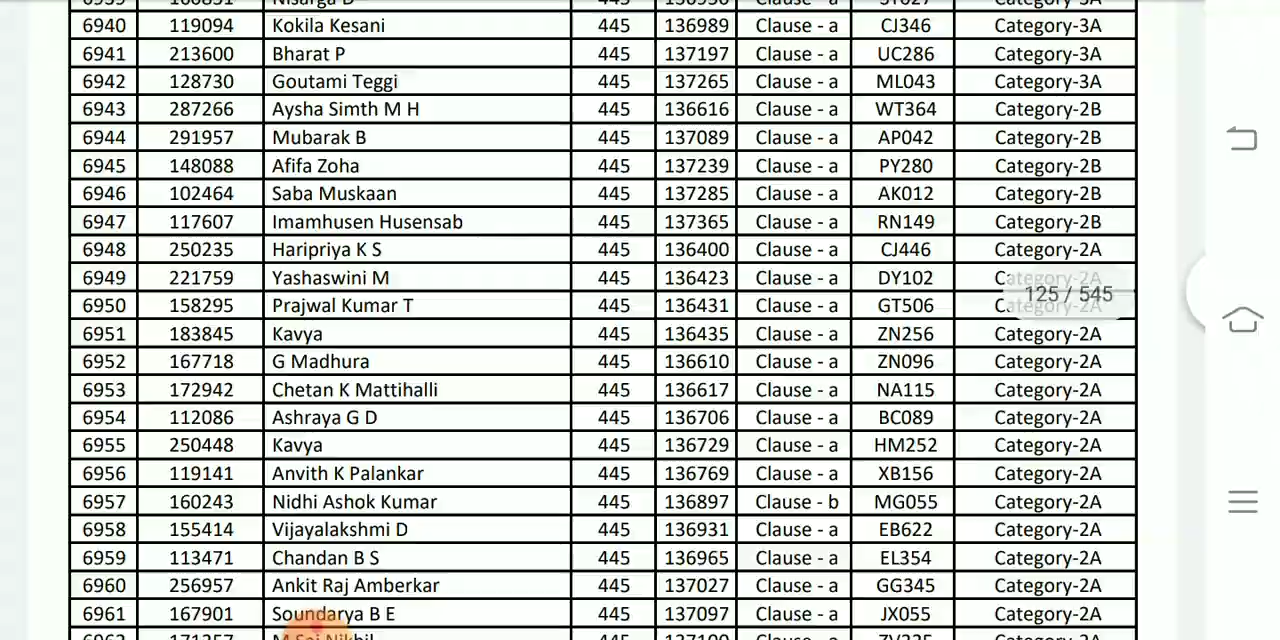 6940 119094 Kokila Kesani 445 136989 Clause - a CJ346 Category-3A
6941 213600 Bharat P 445 137197 Clause - a UC286 Category-3A
6942 128730 Goutami Teggi 445 137265 Clause - a ML043 Category-3A
6943 287266 Aysha Simth M H 445 136616 Clause - a WT364 Category-2B
6944 291957 Mubarak B 445 137089 Clause - a AP042 Category-2B
6945 148088 Afifa Zoha 445 137239 Clause - a PY280 Category-2B
6946 102464 Saba Muskaan 445 137285 Clause - a AK012 Category-2B
6947 117607 Imamhusen Husensab 445 137365 Clause - a RN149 Category-2B
6948 250235 Haripriya K S 445 136400 Clause - a CJ446 Category-2A
6949 221759 Yashaswini M 445 136423 Clause - a DY102 Category-2A
125 / 545
6950 158295 Prajwal Kumar T 445 136431 Clause - a GT506 Category-2A
6951 183845 Kavya 445 136435 Clause - a ZN256 Category-2A
6952 167718 G Madhura 445 136610 Clause - a ZN096 Category-2A
6953 172942 Chetan K Mattihalli 445 136617 Clause - a NA115 Category-2A
6954 112086 Ashraya G D 445 136706 Clause - a BC089 Category-2A
6955 250448 Kavya 445 136729 Clause - a HM252 Category-2A
6956 119141 Anvith K Palankar 445 136769 Clause - a XB156 Category-2A
6957 160243 Nidhi Ashok Kumar 445 136897 Clause - b MG055 Category-2A
6958 155414 Vijayalakshmi D 445 136931 Clause - a EB622 Category-2A
6959 113471 Chandan B S 445 136965 Clause - a EL354 Category-2A
6960 256957 Ankit Raj Amberkar 445 137027 Clause - a GG345 Category-2A
6961 167901 Soundarya B E 445 137097 Clause - a JX055 Category-2A